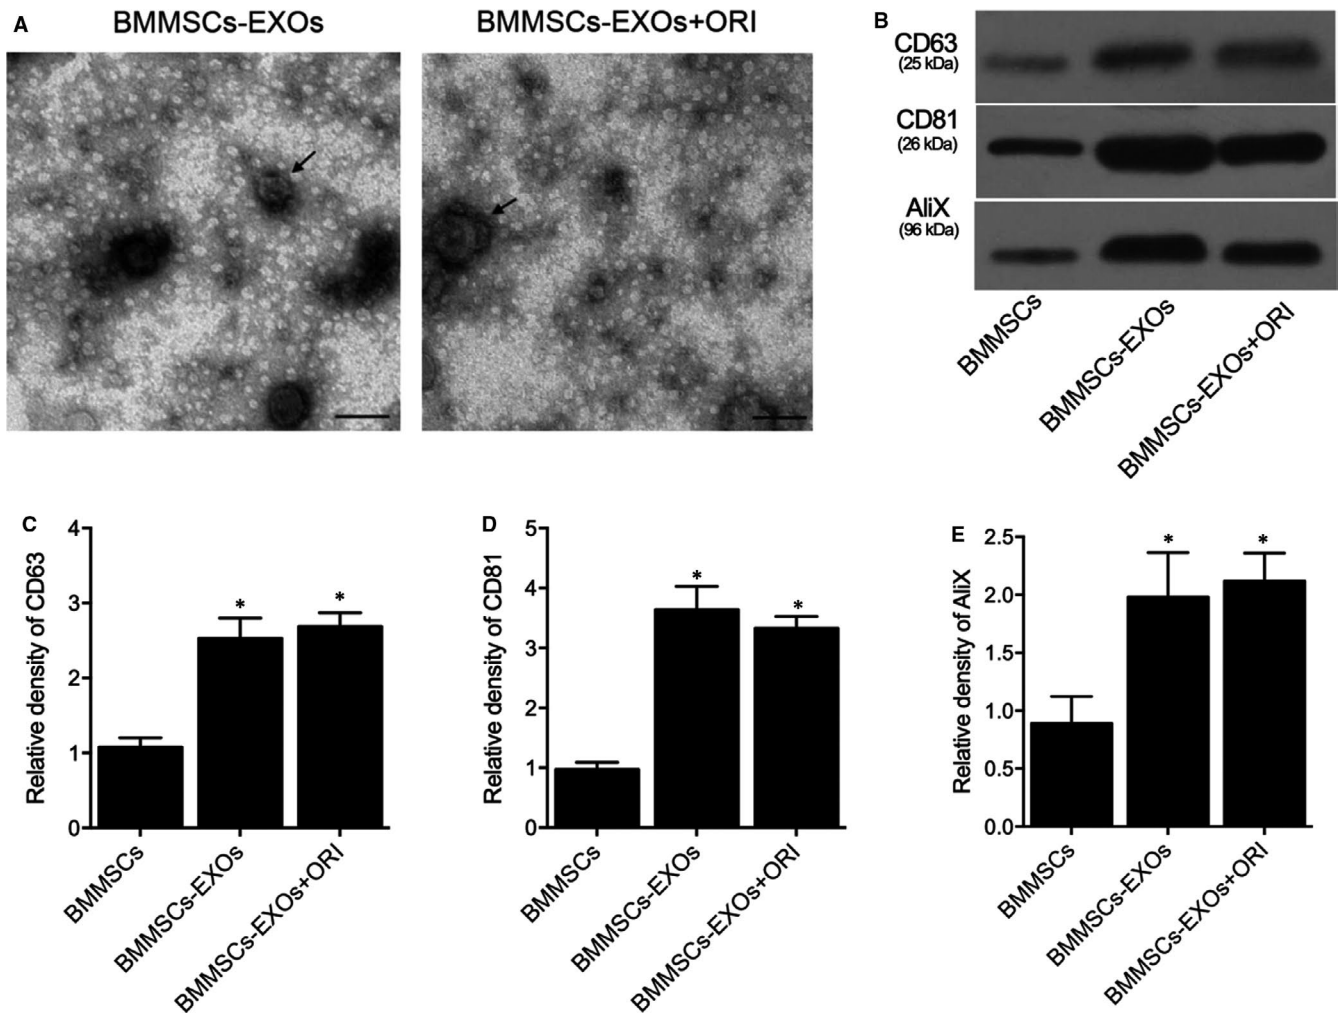 A
BMMSCs-EXOs
BMMSCs-EXOs+ORI
B
CD63
(25 kDa)
CD81
(26 kDa)
AliX
(96 kDa)
BMMSCs
BMMSCs-EXOs
BMMSCs-EXOs+ORI
C
Relative density of CD63
4
3
2
1
0
*
*
BMMSCs
BMMSCs-EXOs
BMMSCs-EXOs+ORI
D
Relative density of CD81
5
4
3
2
1
0
*
*
BMMSCs
BMMSCs-EXOs
BMMSCs-EXOs+ORI
E
Relative density of AliX
2.5
2.0
1.5
1.0
0.5
0.0
*
*
BMMSCs
BMMSCs-EXOs
BMMSCs-EXOs+ORI